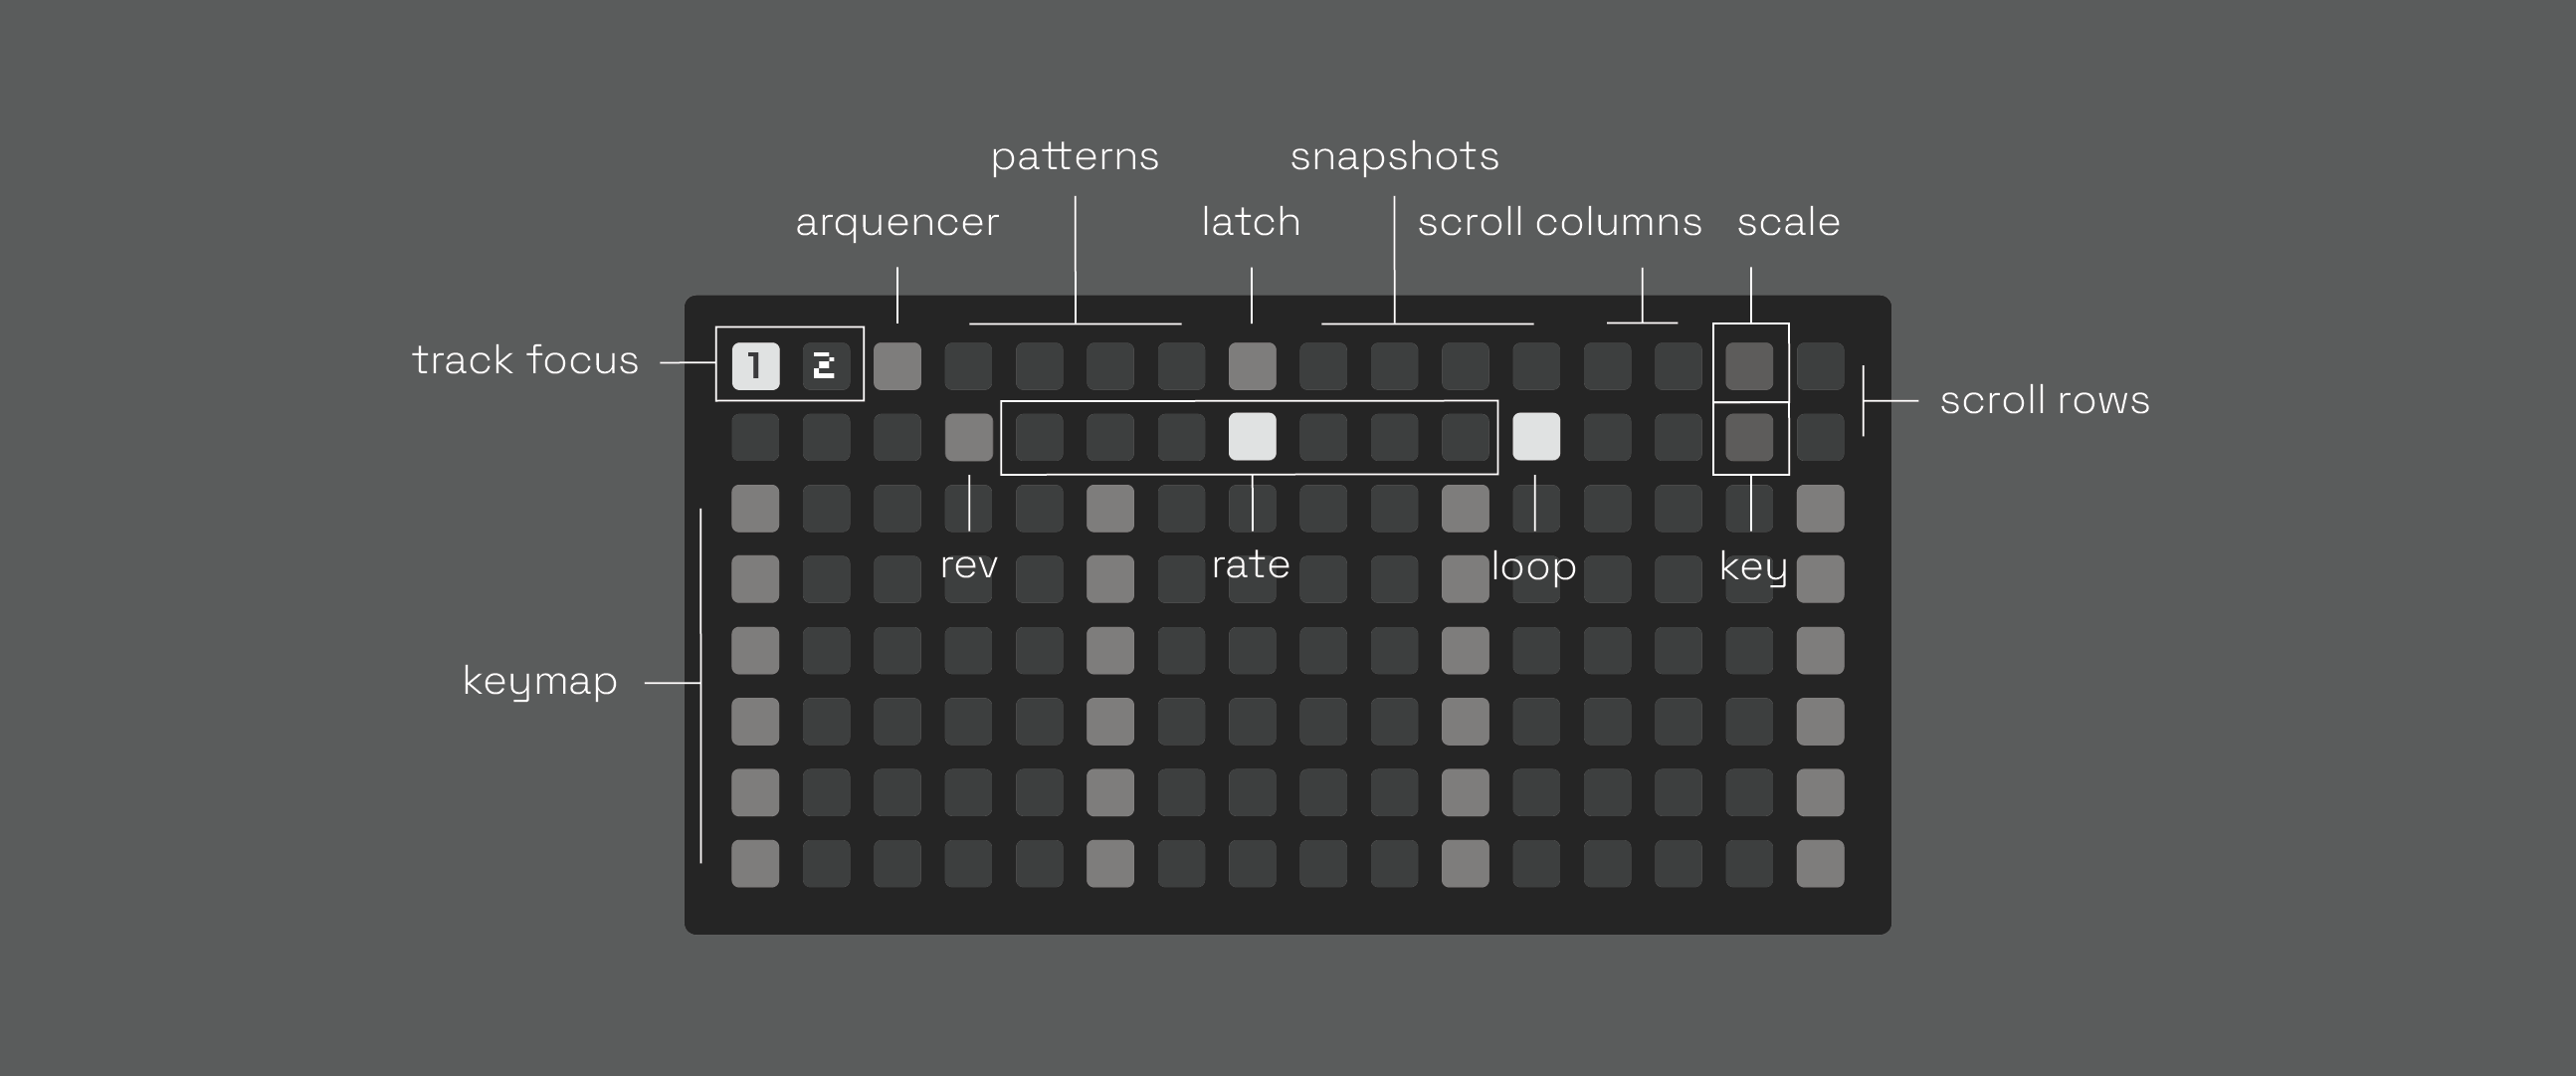 patterns
snapshots
arquencer
latch
scroll columns
scale
track focus
1
2
scroll rows
rev
rate
loop
key
keymap